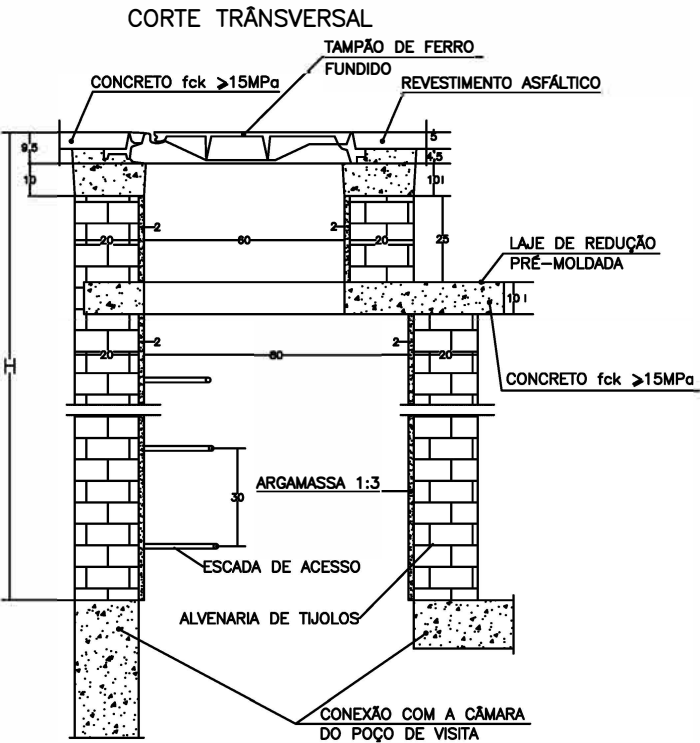 CORTE TRÂNSVERSAL
TAMPÃO DE FERRO
FUNDIDO
CONCRETO fck ⩾15MPa
REVESTIMENTO ASFÁLTICO
9,5
5
4,5
10
10
2
2
20
60
20
25
LAJE DE REDUÇÃO
PRÉ-MOLDADA
10
2
2
20
80
20
H
CONCRETO fck ⩾15MPa
30
ARGAMASSA 1:3
ESCADA DE ACESSO
ALVENARIA DE TIJOLOS
CONEXÃO COM A CÂMARA
DO POÇO DE VISITA